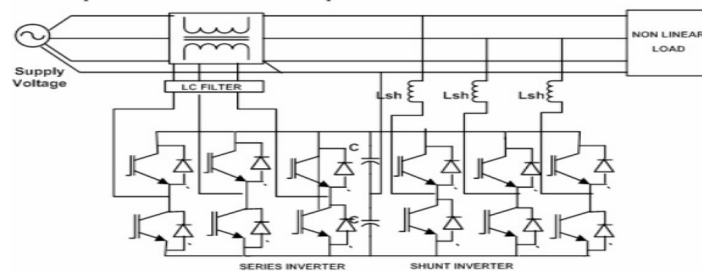 NON LINEAR
LOAD
Supply
Voltage
LC FILTER
Lsh
Lsh
Lsh
C
C
SERIES INVERTER
SHUNT INVERTER